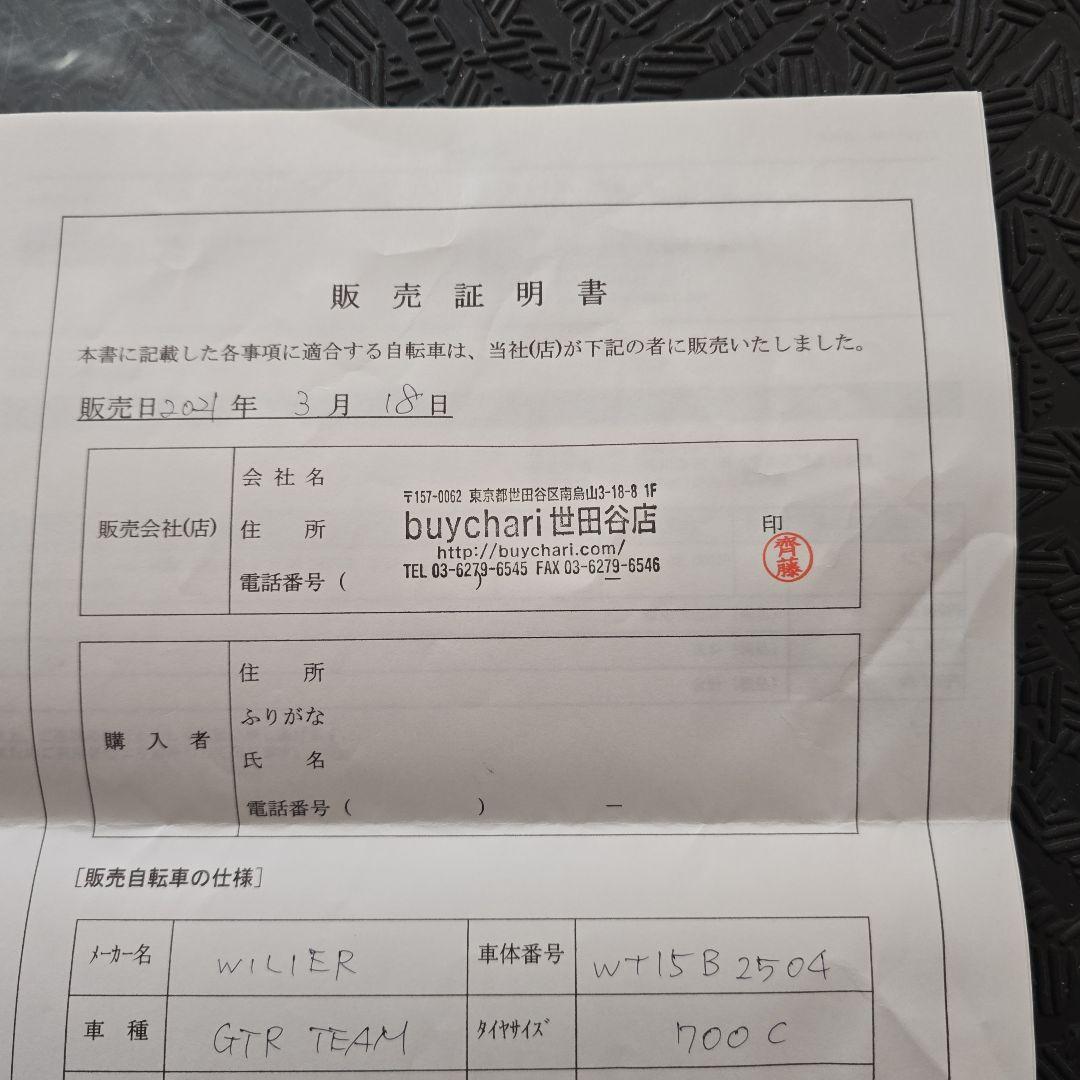 販売証明書
本書に記載した各事項に適合する自転車は、当社(店)が下記の者に販売いたしました。
販売日2021年 3月 18日
販売会社(店)
会社名
住所
電話番号( ) －
〒157-0062 東京都世田谷区南烏山3-18-8 1F
buychari 世田谷店
http://buychari.com/
TEL 03-6279-6545 FAX 03-6279-6546
印
齊藤
購入者
住所
ふりがな
氏名
電話番号( ) －
[販売自転車の仕様]
ﾒｰｶｰ名 WILIER 車体番号 WT15B2504
車種 GTR TEAM ﾀｲﾔｻｲｽﾞ 700C